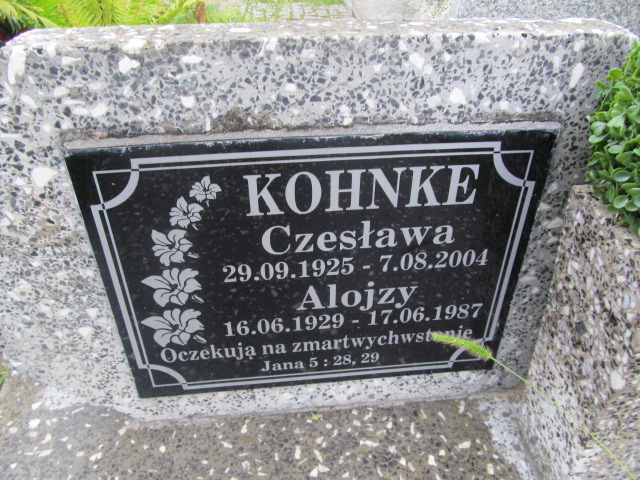 KOHNKE
Czesława
29.09.1925 - 7.08.2004
Alojzy
16.06.1929 - 17.06.1987
Oczekują na zmartwychwstanie
Jana 5 : 28, 29